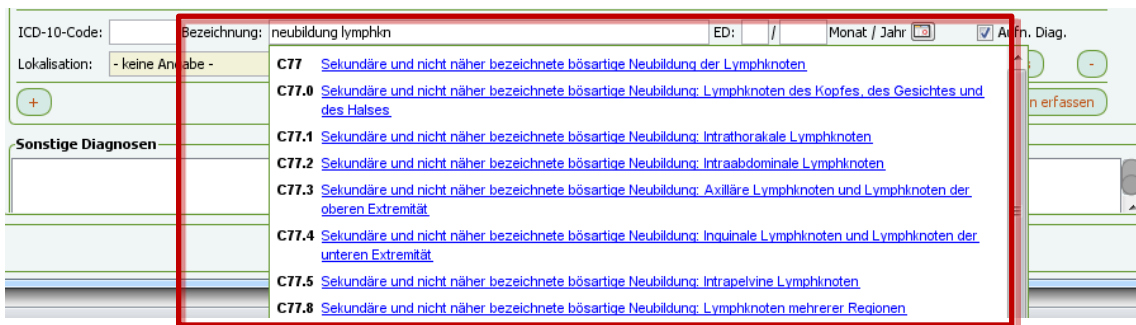 ICD-10-Code: Bezeichnung: neubildung lymphkn ED: / Monat / Jahr Aufn. Diag.
Lokalisation: - keine Angabe -
C77 Sekundäre und nicht näher bezeichnete bösartige Neubildung der Lymphknoten
-
+
C77.0 Sekundäre und nicht näher bezeichnete bösartige Neubildung: Lymphknoten des Kopfes, des Gesichtes und
des Halses
n erfassen
C77.1 Sekundäre und nicht näher bezeichnete bösartige Neubildung: Intrathorakale Lymphknoten
Sonstige Diagnosen
C77.2 Sekundäre und nicht näher bezeichnete bösartige Neubildung: Intraabdominale Lymphknoten
C77.3 Sekundäre und nicht näher bezeichnete bösartige Neubildung: Axilläre Lymphknoten und Lymphknoten der
oberen Extremität
C77.4 Sekundäre und nicht näher bezeichnete bösartige Neubildung: Inguinale Lymphknoten und Lymphknoten der
unteren Extremität
C77.5 Sekundäre und nicht näher bezeichnete bösartige Neubildung: Intrapelvine Lymphknoten
C77.8 Sekundäre und nicht näher bezeichnete bösartige Neubildung: Lymphknoten mehrerer Regionen